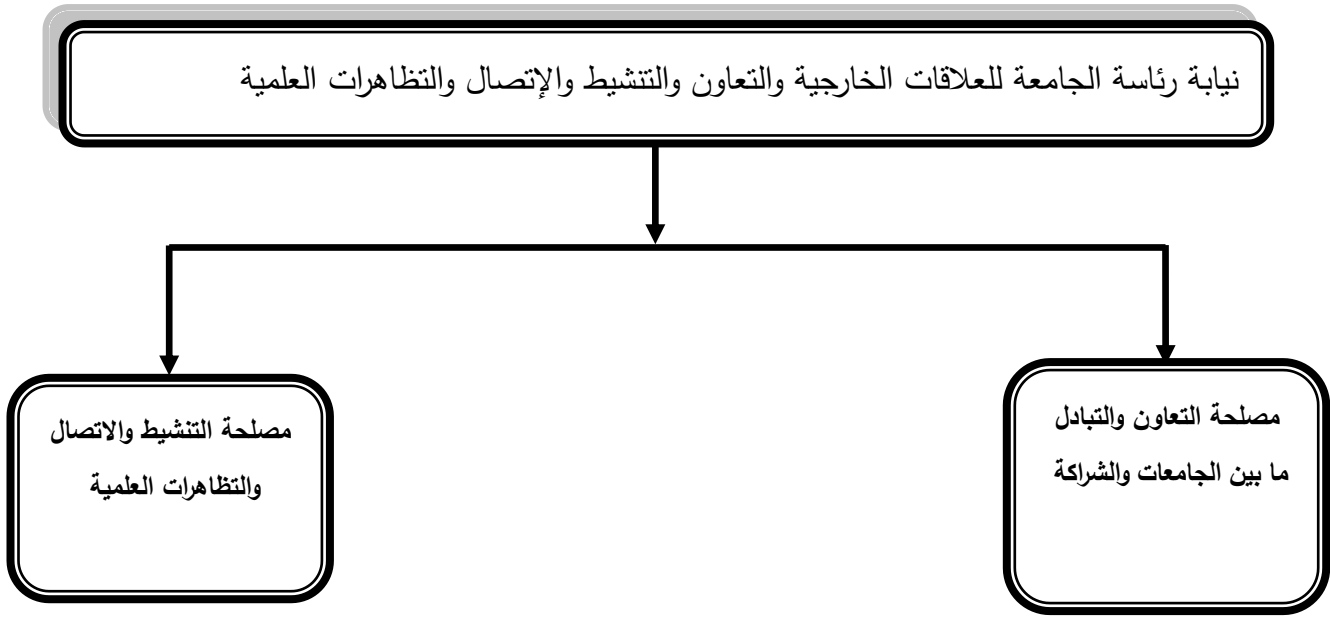 نيابة رئاسة الجامعة للعلاقات الخارجية والتعاون والتنشيط والإتصال والتظاهرات العلمية
مصلحة التعاون والتبادل
ما بين الجامعات والشراكة
مصلحة التنشيط والاتصال
والتظاهرات العلمية